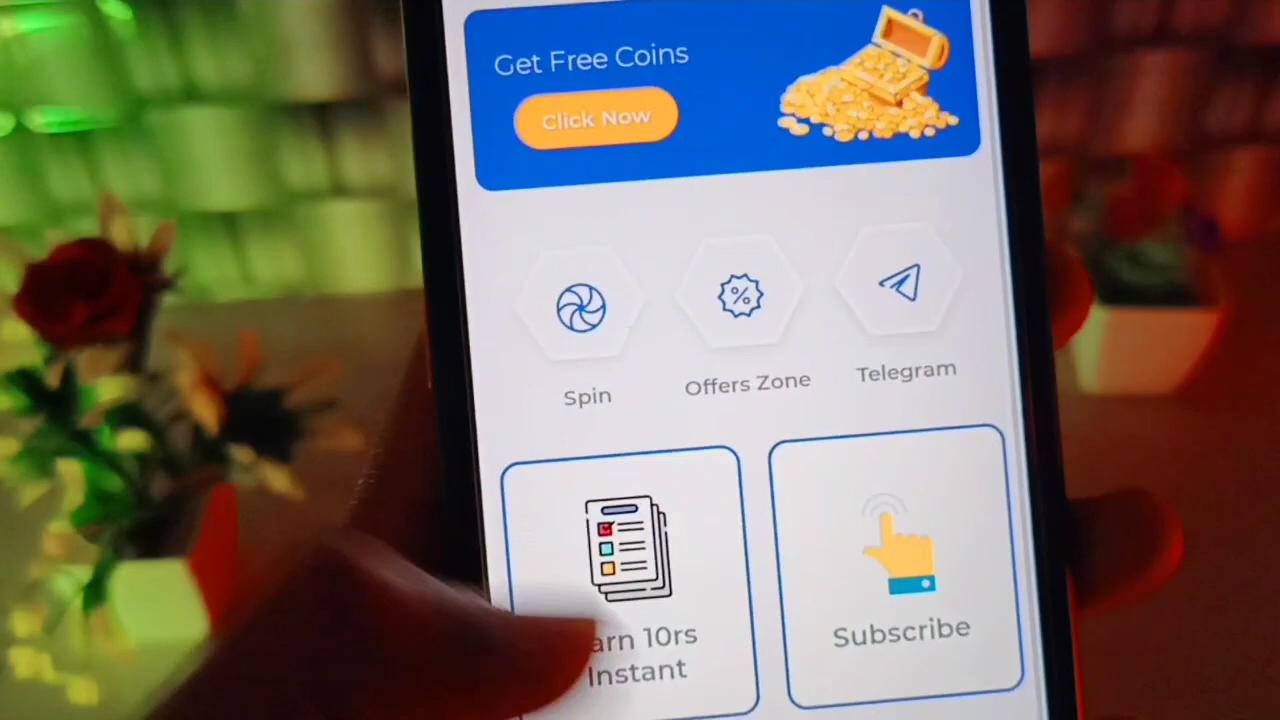 Get Free Coins
Click Now
Spin
Offers Zone
Telegram
arn 10rs
Instant
Subscribe